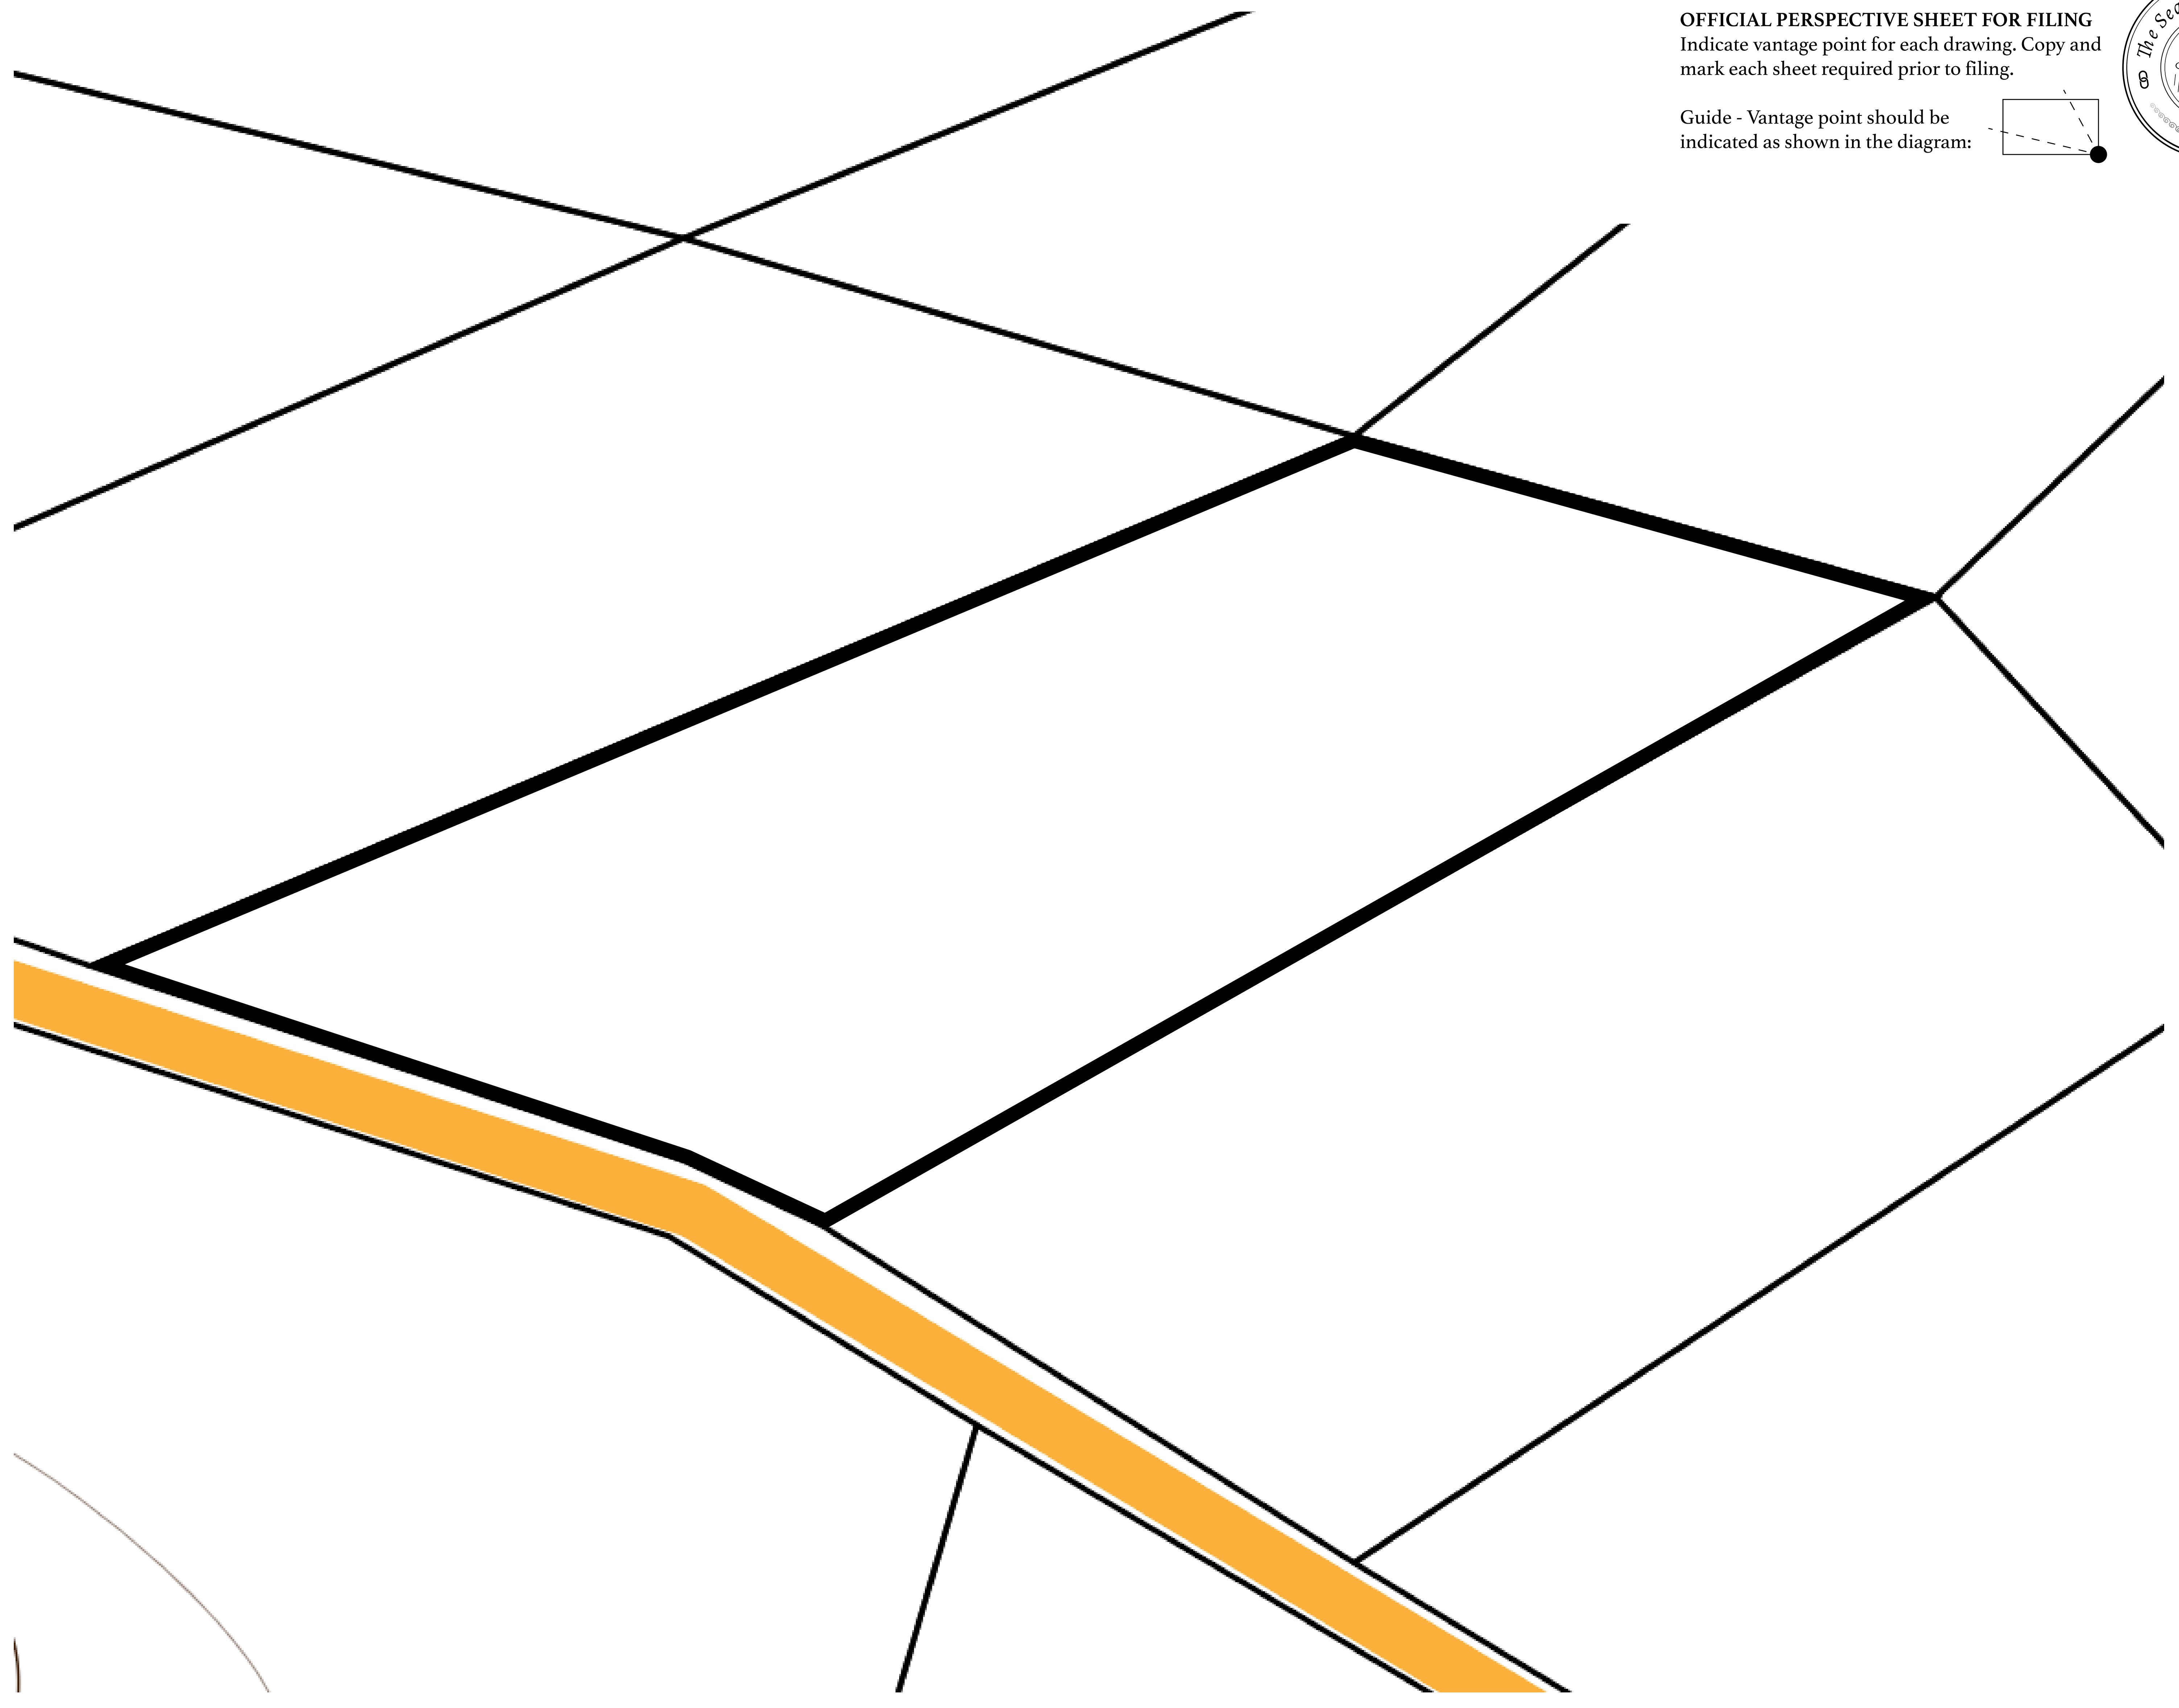 OFFICIAL PERSPECTIVE SHEET FOR FILING
Indicate vantage point for each drawing. Copy and
mark each sheet required prior to filing.
Guide - Vantage point should be
indicated as shown in the diagram:
The